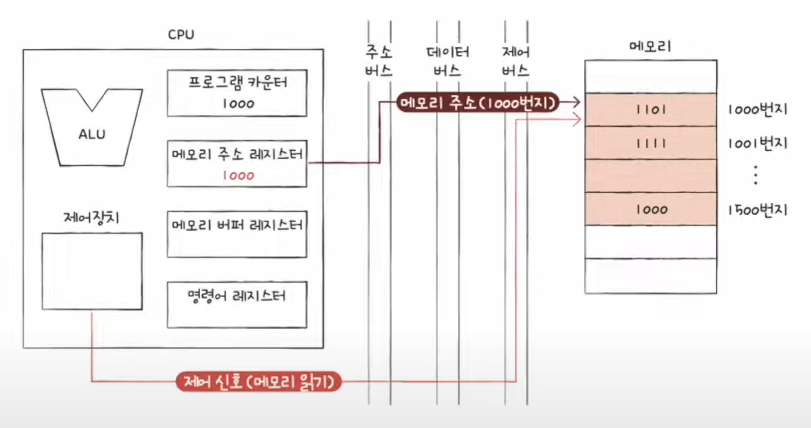 CPU
프로그램 카운터
1000
ALU
메모리 주소 레지스터
1000
제어장치
메모리 버퍼 레지스터
명령어 레지스터
주소
버스
데이터
버스
제어
버스
메모리 주소(1000번지)
제어 신호(메모리 읽기)
메모리
1101
1000번지
1111
1001번지
⋮
1000
1500번지